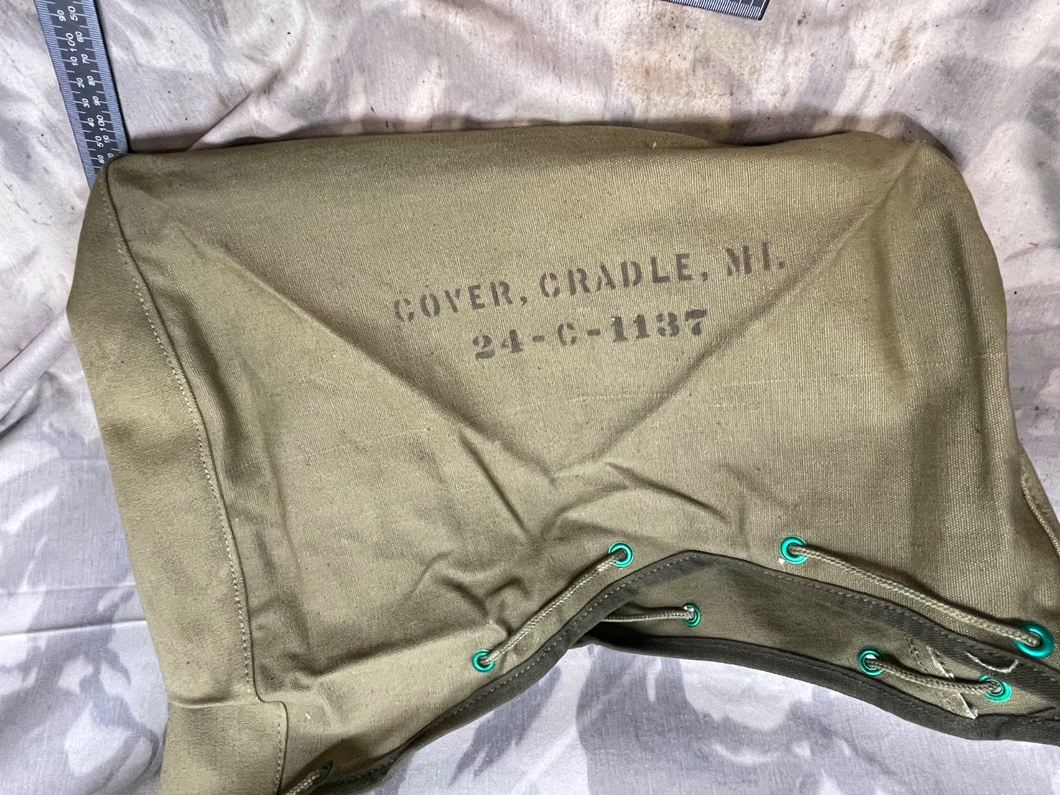 COVER, CRADLE, M1.
24-C-1137